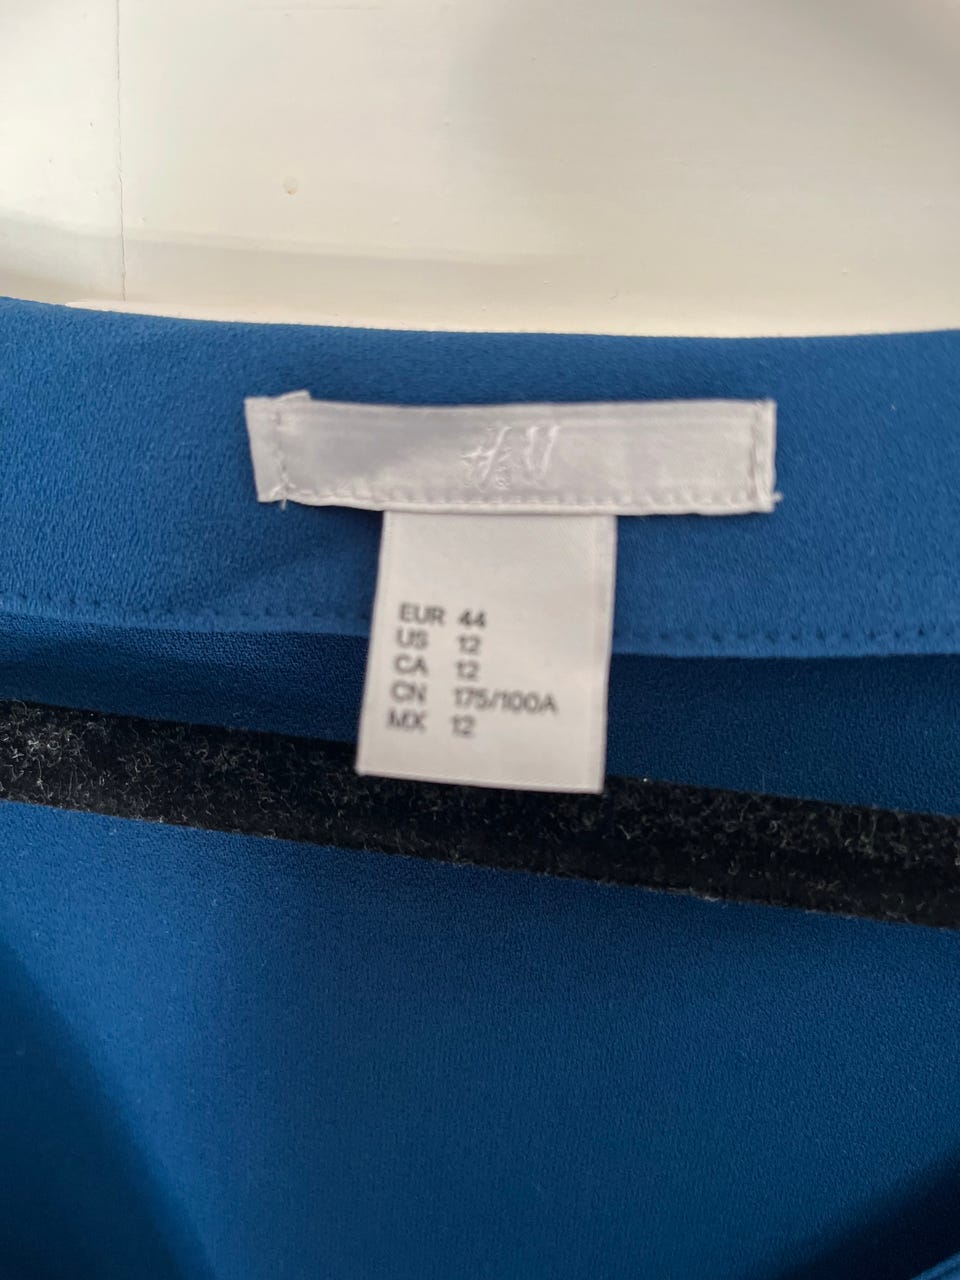 H&M
EUR 44
US 12
CA 12
CN 175/100A
MX 12